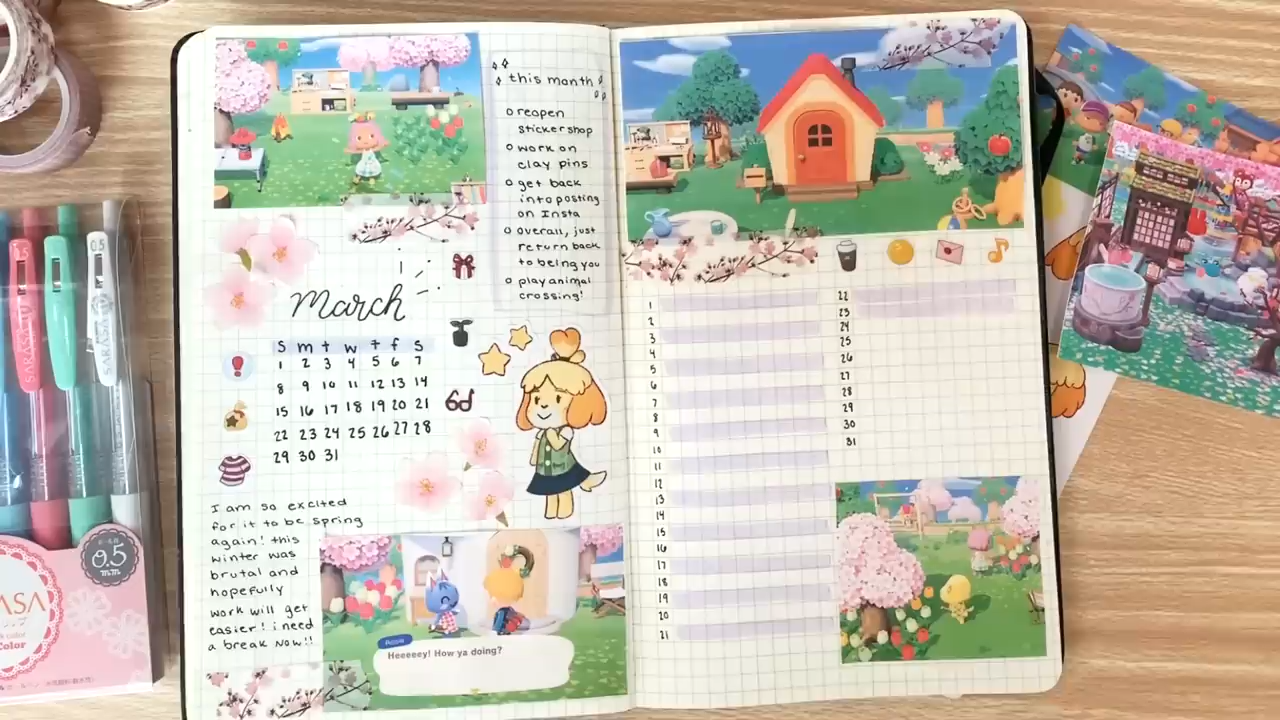 this month
reopen
sticker shop
work on
clay pins
get back
into posting
on Insta
overall, just
return back
to being you
play animal
crossing!
March
S m t w t f s
1 2 3 4 5 6 7
8 9 10 11 12 13 14
15 16 17 18 19 20 21
22 23 24 25 26 27 28
29 30 31
I am so excited
for it to be spring
again! this
winter was
brutal and
hopefully
work will get
easier! i need
a break now!!
Heeeeey! How ya doing?
1
2
3
4
5
6
7
8
9
10
11
12
13
14
15
16
17
18
19
20
21
22
23
24
25
26
27
28
29
30
31
SARASA
SARASA
0.5
0.5
mm
Color